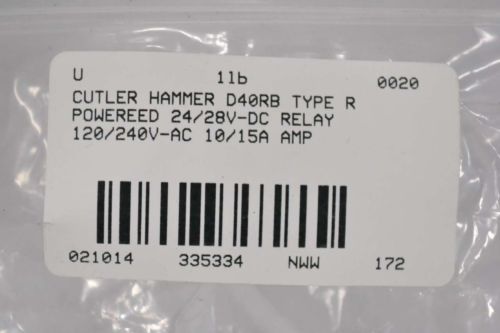 U 1lb 0020
CUTLER HAMMER D40RB TYPE R
POWEREED 24/28V-DC RELAY
120/240V-AC 10/15A AMP
021014 335334 NWW 172